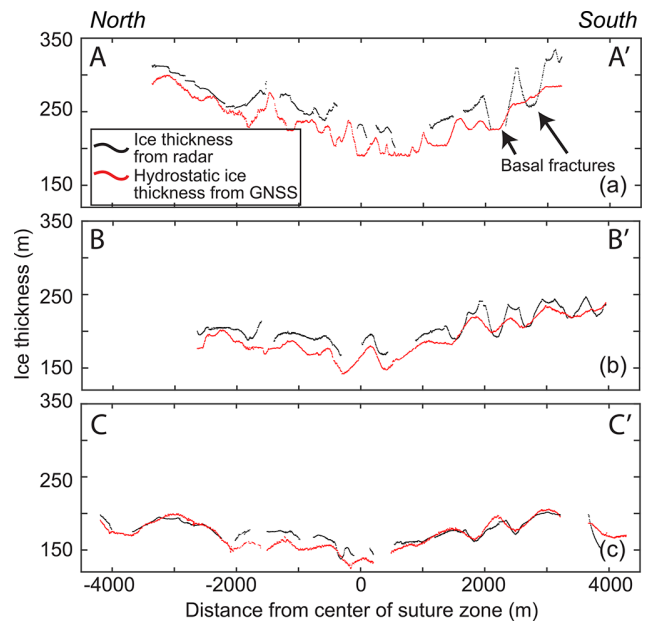 North South
350
A A′
250
Ice thickness
from radar
Hydrostatic ice
thickness from GNSS
Basal fractures
150
(a)
350
B B′
250
150
(b)
Ice thickness (m)
350
C C′
250
150
(c)
-4000 -2000 0 2000 4000
Distance from center of suture zone (m)